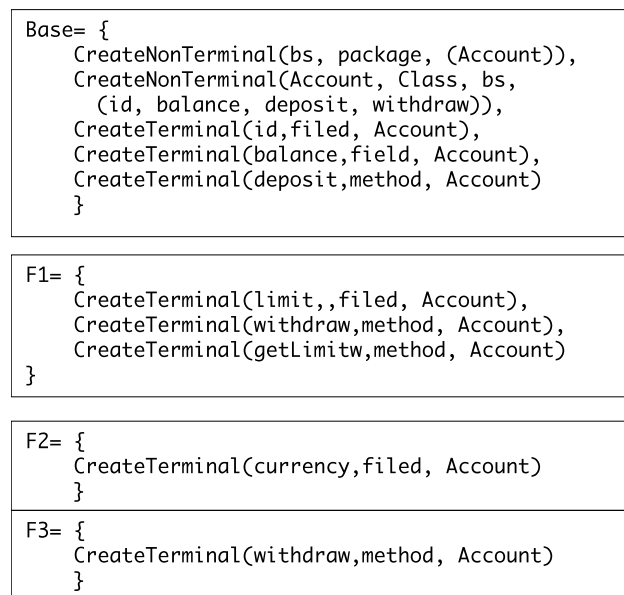 Base= {
CreateNonTerminal(bs, package, (Account)),
CreateNonTerminal(Account, Class, bs,
(id, balance, deposit, withdraw)),
CreateTerminal(id,filed, Account),
CreateTerminal(balance,field, Account),
CreateTerminal(deposit,method, Account)
}
F1= {
CreateTerminal(limit,,filed, Account),
CreateTerminal(withdraw,method, Account),
CreateTerminal(getLimitw,method, Account)
}
F2= {
CreateTerminal(currency,filed, Account)
}
F3= {
CreateTerminal(withdraw,method, Account)
}